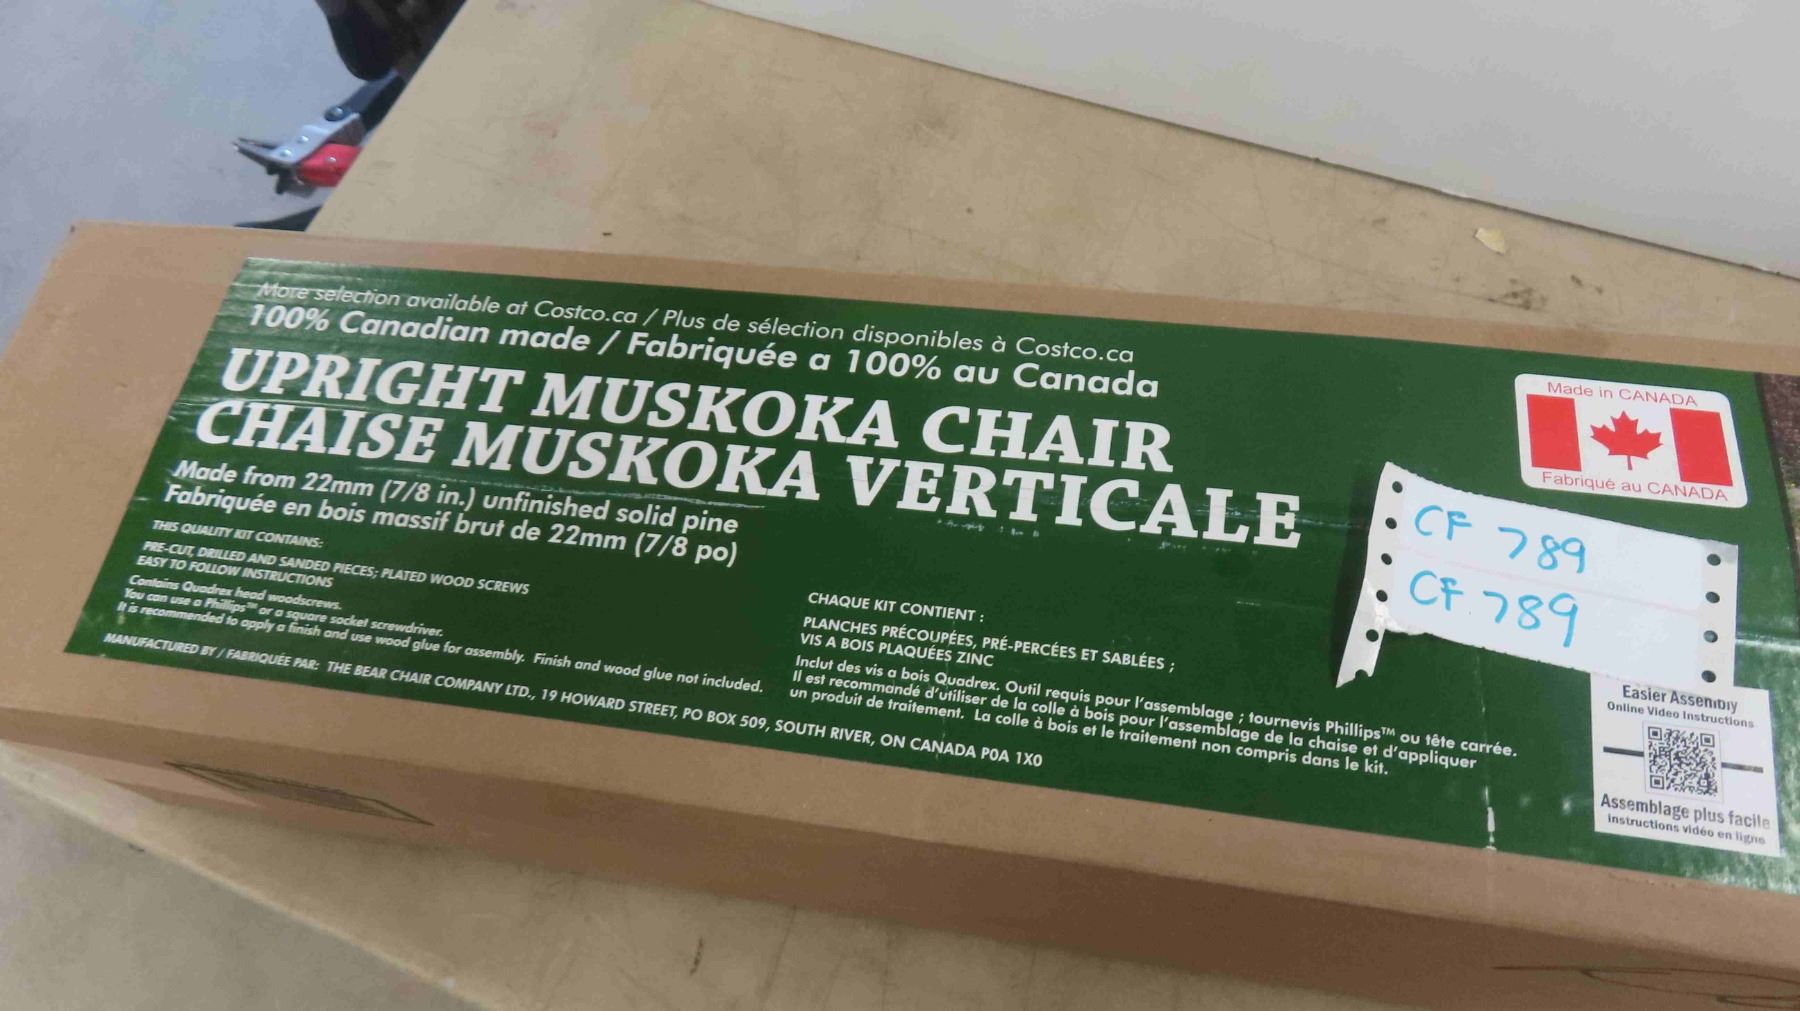 More selection available at Costco.ca / Plus de sélection disponibles à Costco.ca
100% Canadian made / Fabriquée a 100% au Canada
UPRIGHT MUSKOKA CHAIR
CHAISE MUSKOKA VERTICALE
Made from 22mm (7/8 in.) unfinished solid pine
Fabriquée en bois massif brut de 22mm (7/8 po)
THIS QUALITY KIT CONTAINS:
PRE-CUT, DRILLED AND SANDED PIECES; PLATED WOOD SCREWS
EASY TO FOLLOW INSTRUCTIONS
Contains Quadrex head woodscrews.
You can use a Phillips™ or a square socket screwdriver.
It is recommended to apply a finish and use wood glue for assembly. Finish and wood glue not included.
MANUFACTURED BY / FABRIQUÉE PAR: THE BEAR CHAIR COMPANY LTD., 19 HOWARD STREET, PO BOX 509, SOUTH RIVER, ON CANADA P0A 1X0
CHAQUE KIT CONTIENT :
PLANCHES PRÉCOUPÉES, PRÉ-PERCÉES ET SABLÉES ;
VIS A BOIS PLAQUÉES ZINC
Inclut des vis a bois Quadrex. Outil requis pour l'assemblage ; tournevis Phillips™ ou tête carrée.
Il est recommandé d'utiliser de la colle à bois pour l'assemblage de la chaise et d'appliquer
un produit de traitement. La colle à bois et le traitement non compris dans le kit.
Made in CANADA
Fabriqué au CANADA
CF 789
CF 789
Easier Assembly
Online Video Instructions
Assemblage plus facile
instructions vidéo en ligne